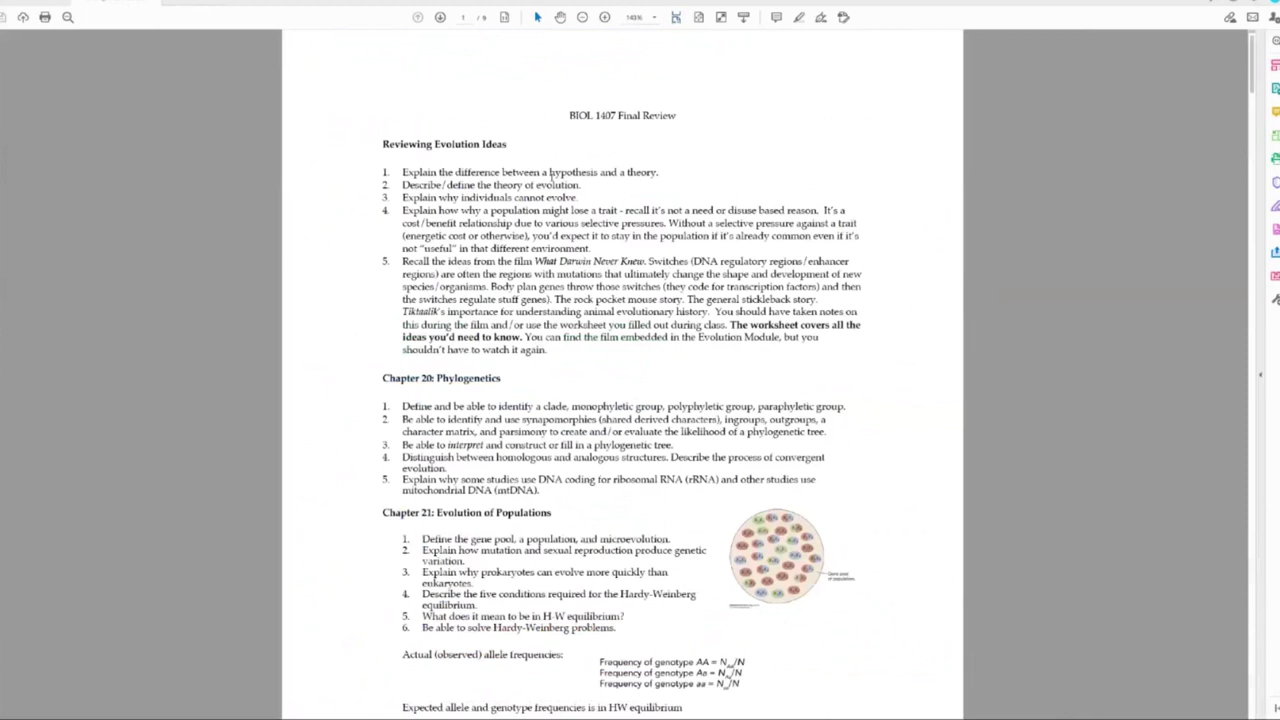 1 / 9
143%
BIOL 1407 Final Review
Reviewing Evolution Ideas
1. Explain the difference between a hypothesis and a theory.
2. Describe/define the theory of evolution.
3. Explain why individuals cannot evolve.
4. Explain how why a population might lose a trait - recall it's not a need or disuse based reason. It's a
cost/benefit relationship due to various selective pressures. Without a selective pressure against a trait
(energetic cost or otherwise), you'd expect it to stay in the population if it's already common even if it's
not "useful" in that different environment.
5. Recall the ideas from the film What Darwin Never Knew. Switches (DNA regulatory regions/enhancer
regions) are often the regions with mutations that ultimately change the shape and development of new
species/organisms. Body plan genes throw those switches (they code for transcription factors) and then
the switches regulate stuff genes). The rock pocket mouse story. The general stickleback story.
Tiktaalik's importance for understanding animal evolutionary history. You should have taken notes on
this during the film and/or use the worksheet you filled out during class. The worksheet covers all the
ideas you'd need to know. You can find the film embedded in the Evolution Module, but you
shouldn't have to watch it again.
Chapter 20: Phylogenetics
1. Define and be able to identify a clade, monophyletic group, polyphyletic group, paraphyletic group.
2. Be able to identify and use synapomorphies (shared derived characters), ingroups, outgroups, a
character matrix, and parsimony to create and/or evaluate the likelihood of a phylogenetic tree.
3. Be able to interpret and construct or fill in a phylogenetic tree.
4. Distinguish between homologous and analogous structures. Describe the process of convergent
evolution.
5. Explain why some studies use DNA coding for ribosomal RNA (rRNA) and other studies use
mitochondrial DNA (mtDNA).
Chapter 21: Evolution of Populations
1. Define the gene pool, a population, and microevolution.
2. Explain how mutation and sexual reproduction produce genetic
variation.
3. Explain why prokaryotes can evolve more quickly than
eukaryotes.
4. Describe the five conditions required for the Hardy-Weinberg
equilibrium.
5. What does it mean to be in H-W equilibrium?
6. Be able to solve Hardy-Weinberg problems.
Gene pool
of population
Actual (observed) allele frequencies:
Frequency of genotype AA = N /N
Frequency of genotype Aa = N /N
Frequency of genotype aa = N /N
Expected allele and genotype frequencies is in HW equilibrium